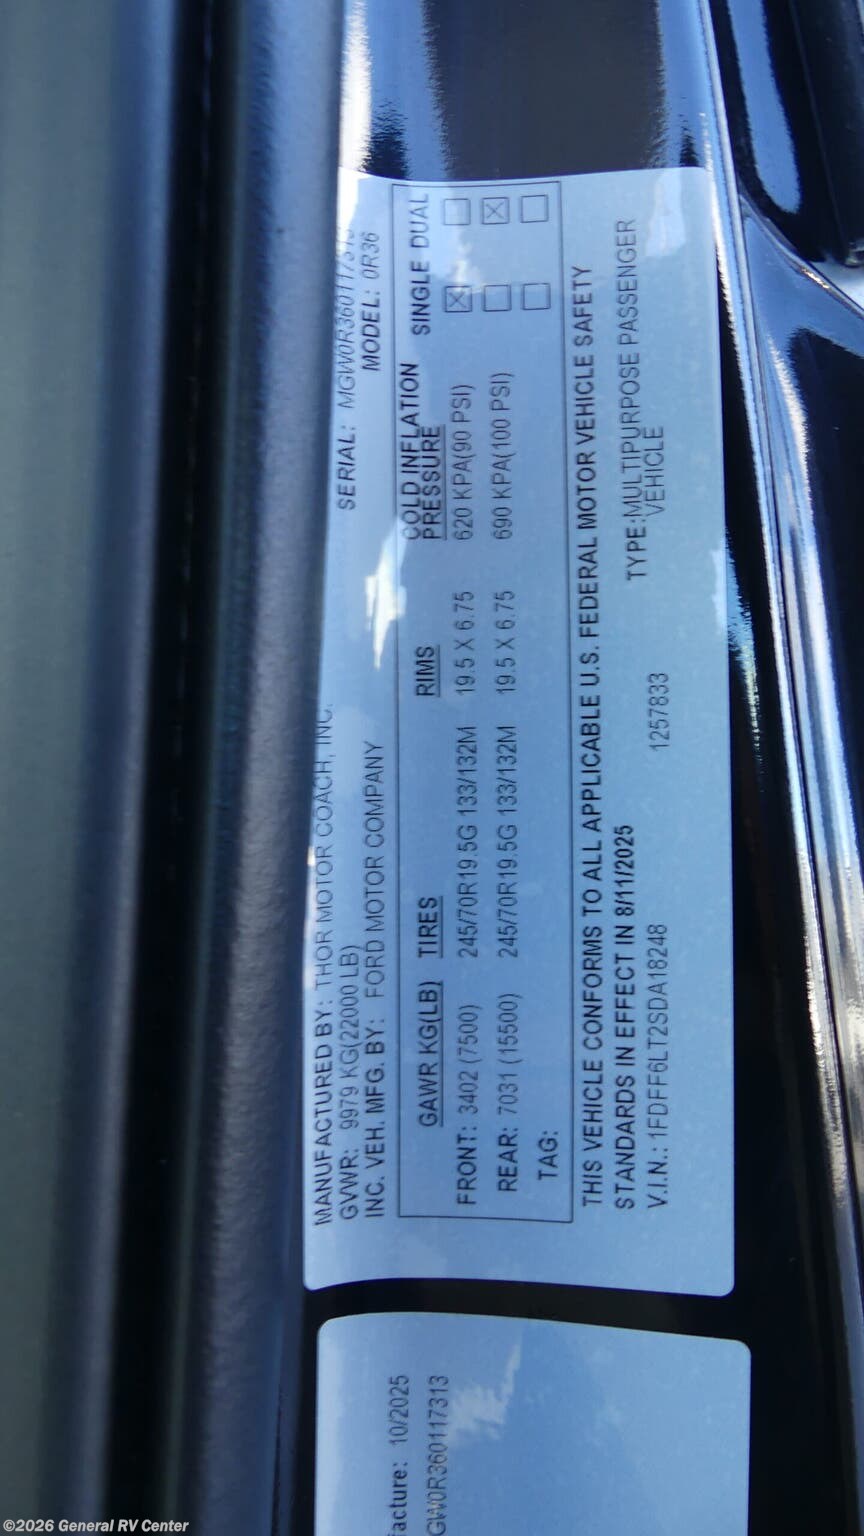 MANUFACTURED BY: THOR MOTOR COACH, INC. SERIAL: MGW0R360117313
GVWR: 9979 KG(22000 LB) MODEL: 0R36
INC. VEH. MFG. BY: FORD MOTOR COMPANY
GAWR KG(LB) TIRES RIMS COLD INFLATION PRESSURE SINGLE DUAL
FRONT: 3402 (7500) 245/70R19.5G 133/132M 19.5 X 6.75 620 KPA(90 PSI) ☒ ☐
REAR: 7031 (15500) 245/70R19.5G 133/132M 19.5 X 6.75 690 KPA(100 PSI) ☐ ☒
TAG: ☐ ☐
THIS VEHICLE CONFORMS TO ALL APPLICABLE U.S. FEDERAL MOTOR VEHICLE SAFETY
STANDARDS IN EFFECT IN 8/11/2025 TYPE: MULTIPURPOSE PASSENGER
V.I.N.: 1FDFF6LT2SDA18248 1257833 VEHICLE
facture: 10/2025
GW0R360117313
©2026 General RV Center